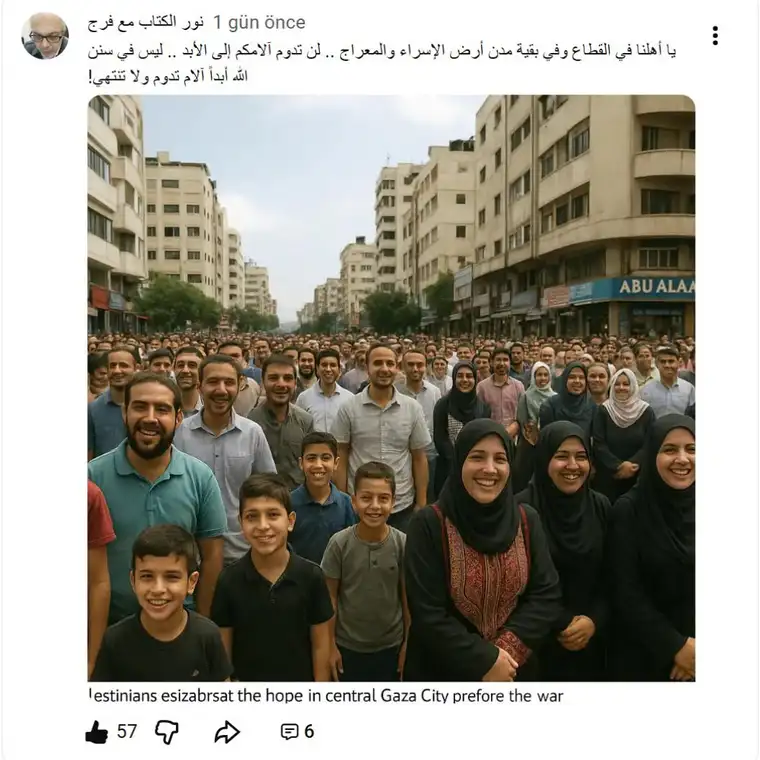 نور الكتاب مع فرج 1 gün önce
يا أهلنا في القطاع وفي بقية مدن أرض الإسراء والمعراج .. لن تدوم آلامكم إلى الأبد .. ليس في سنن
الله أبداً آلام تدوم ولا تنتهي!
ABU ALAA
estinians esizabrsat the hope in central Gaza City prefore the war
57 6